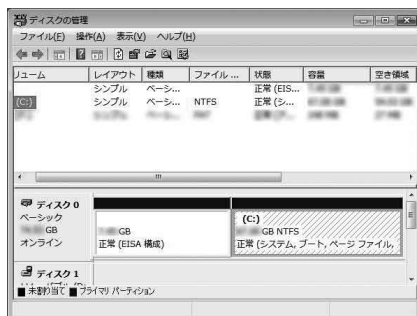 ディスクの管理
ファイル(F) 操作(A) 表示(V) ヘルプ(H)
リューム レイアウト 種類 ファイル ... 状態 容量 空き領域
シンプル ベーシ... 正常 (EIS...
(C:) シンプル ベーシ... NTFS 正常 (シ...
ディスク 0
ベーシック
GB
オンライン
GB
正常 (EISA 構成)
(C:)
GB NTFS
正常 (システム, ブート, ページ ファイル,
ディスク 1
未割り当て プライマリ パーティション